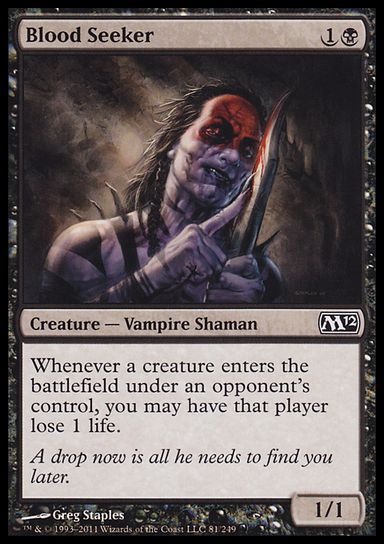 Blood Seeker 1
Creature — Vampire Shaman M12
Whenever a creature enters the
battlefield under an opponent's
control, you may have that player
lose 1 life.
A drop now is all he needs to find you
later.
Greg Staples
™ & © 1993–2011 Wizards of the Coast LLC 81/249
1/1